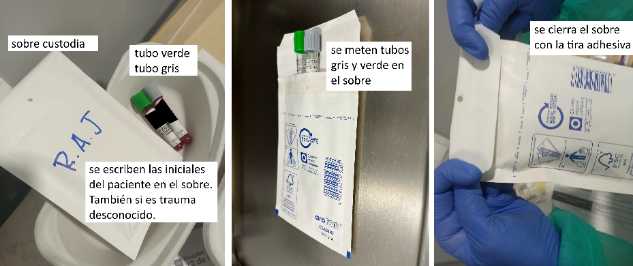 sobre custodia
tubo verde
tubo gris
R.A.J
se escriben las iniciales
del paciente en el sobre.
También si es trauma
desconocido.
se meten tubos
gris y verde en
el sobre
se cierra el sobre
con la tira adhesiva